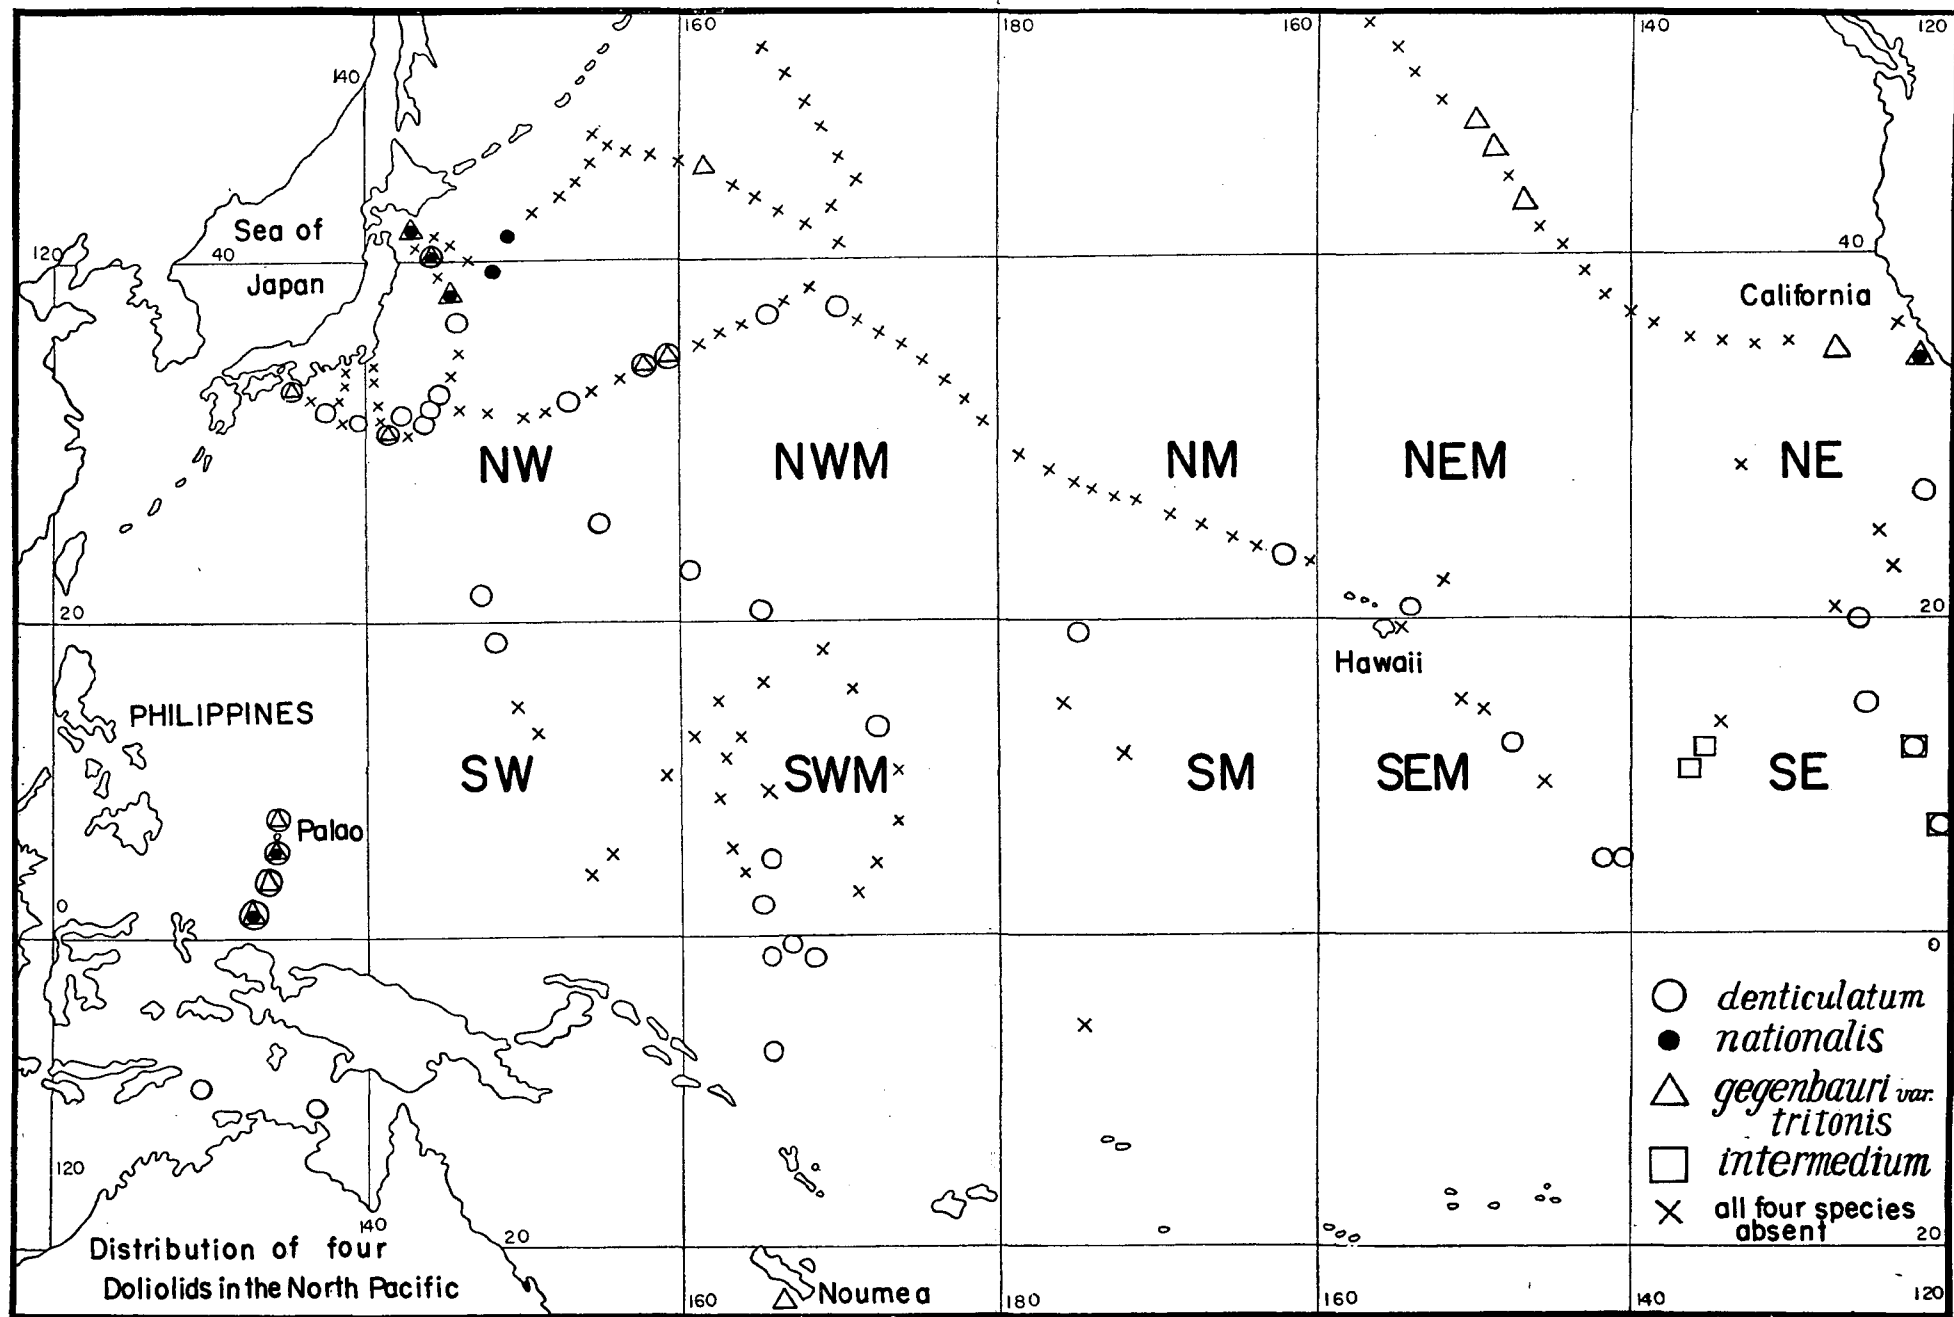 160
180
160
140
120
140
Sea of
120
40
40
Japan
California
NW
NWM
NM
NEM
NE
20
20
Hawaii
PHILIPPINES
SW
SWM
SM
SEM
SE
Palao
0
0
denticulatum
nationalis
gegenbauri var.
tritonis
intermedium
all four species
absent
120
140
20
20
Distribution of four
Doliolids in the North Pacific
Noumea
160
180
160
140
120